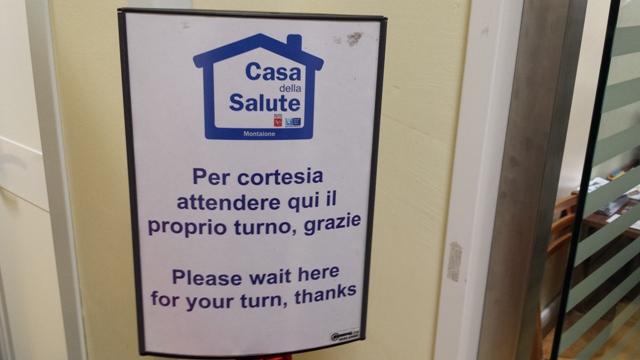 Casa
della
Salute
Montaione
Per cortesia
attendere qui il
proprio turno, grazie
Please wait here
for your turn, thanks